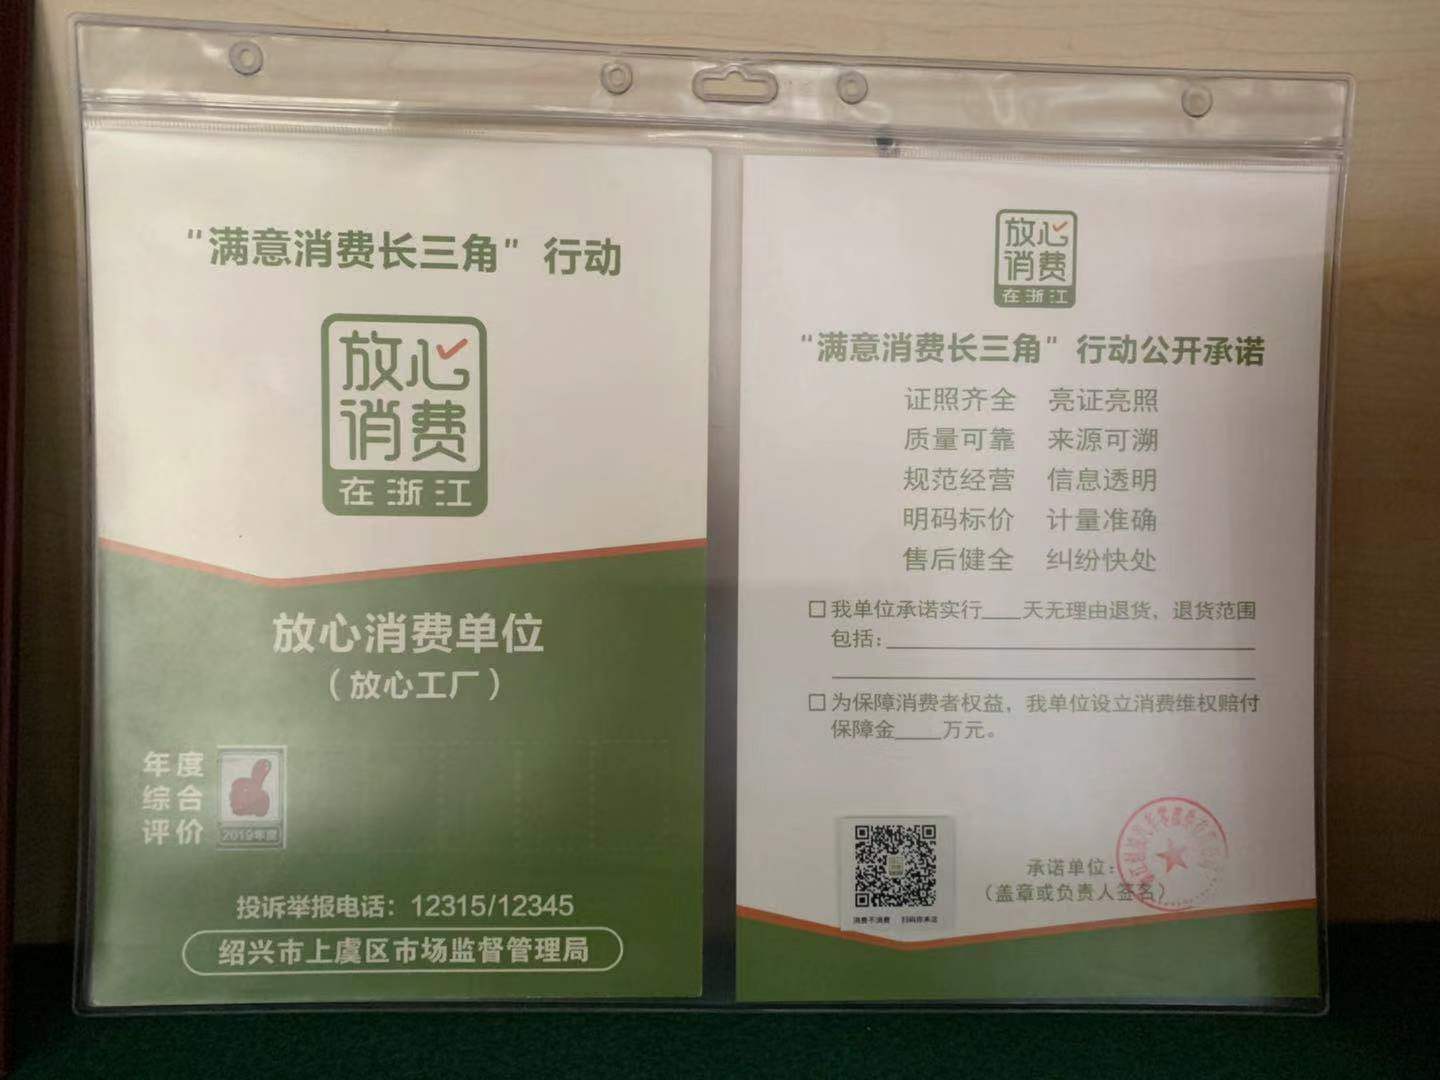 “满意消费长三角”行动
放心
消费
在浙江
放心消费单位
（放心工厂）
年度
综合
评价
2019年度
投诉举报电话：12315/12345
绍兴市上虞区市场监督管理局
放心
消费
在浙江
“满意消费长三角”行动公开承诺
证照齐全 亮证亮照
质量可靠 来源可溯
规范经营 信息透明
明码标价 计量准确
售后健全 纠纷快处
□我单位承诺实行___天无理由退货，退货范围
包括：___
□为保障消费者权益，我单位设立消费维权赔付
保障金___万元。
承诺单位：
（盖章或负责人签名）